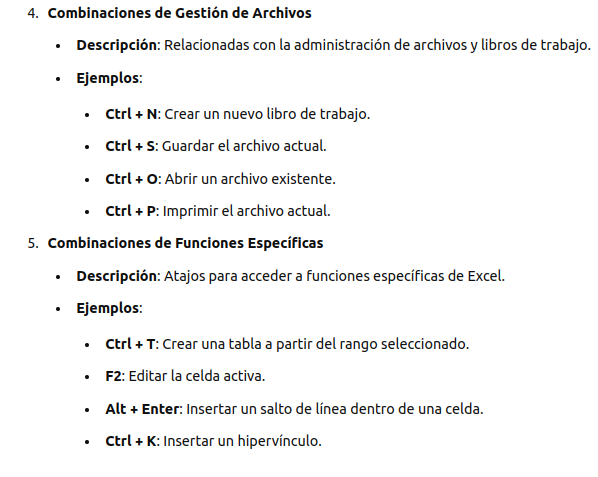 4. Combinaciones de Gestión de Archivos
• Descripción: Relacionadas con la administración de archivos y libros de trabajo.
• Ejemplos:
• Ctrl + N: Crear un nuevo libro de trabajo.
• Ctrl + S: Guardar el archivo actual.
• Ctrl + O: Abrir un archivo existente.
• Ctrl + P: Imprimir el archivo actual.
5. Combinaciones de Funciones Específicas
• Descripción: Atajos para acceder a funciones específicas de Excel.
• Ejemplos:
• Ctrl + T: Crear una tabla a partir del rango seleccionado.
• F2: Editar la celda activa.
• Alt + Enter: Insertar un salto de línea dentro de una celda.
• Ctrl + K: Insertar un hipervínculo.